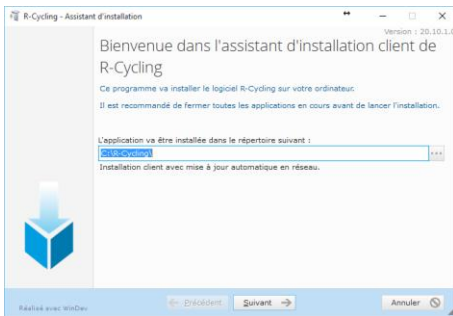 R-Cycling - Assistant d'installation
Version : 20.10.1.0
Bienvenue dans l'assistant d'installation client de
R-Cycling
Ce programme va installer le logiciel R-Cycling sur votre ordinateur.
Il est recommandé de fermer toutes les applications en cours avant de lancer l'installation.
L'application va être installée dans le répertoire suivant :
C:\R-Cycling\
Installation client avec mise à jour automatique en réseau.
Réalisé avec WinDev
Précédent Suivant Annuler